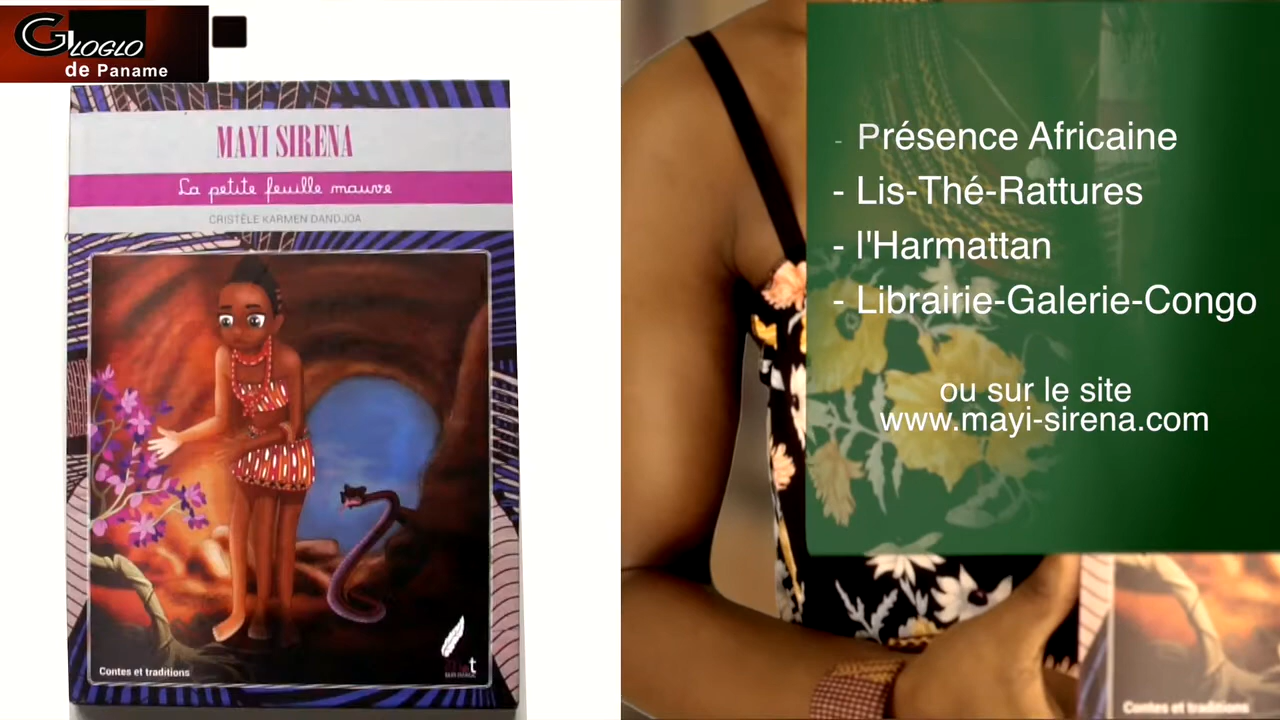 GLOGLO
de Paname
MAYI SIRENA
La petite feuille mauve
CRISTÈLE KARMEN DANDJOA
Contes et traditions
- Présence Africaine
- Lis-Thé-Rattures
- l'Harmattan
- Librairie-Galerie-Congo
ou sur le site
www.mayi-sirena.com
Contes et traditions